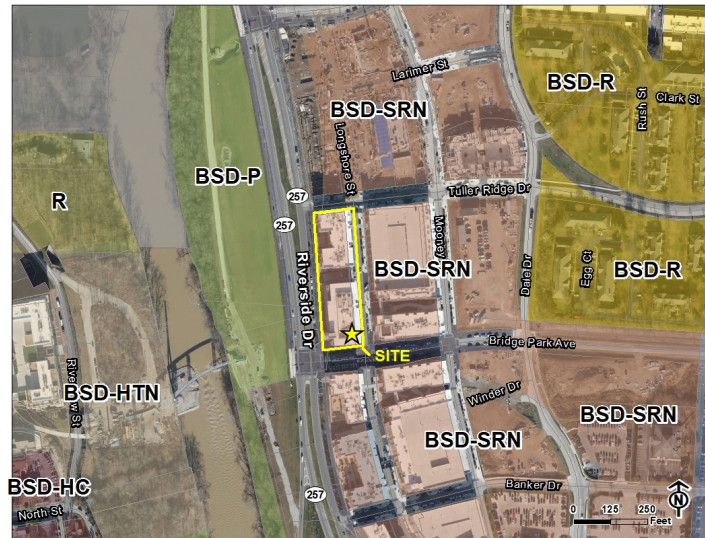 Larimer St
BSD-R
Rush St
Clark St
BSD-SRN
Longshore St
BSD-P
R
257
Tuller Ridge Dr
257
Mooney
BSD-SRN
Riverside Dr
Dale Dr
Egg Ct
BSD-R
SITE
Bridge Park Ave
BSD-HTN
Winder Dr
BSD-SRN
BSD-SRN
BSD-HC
North St
257
Banker Dr
N
0 125 250
Feet